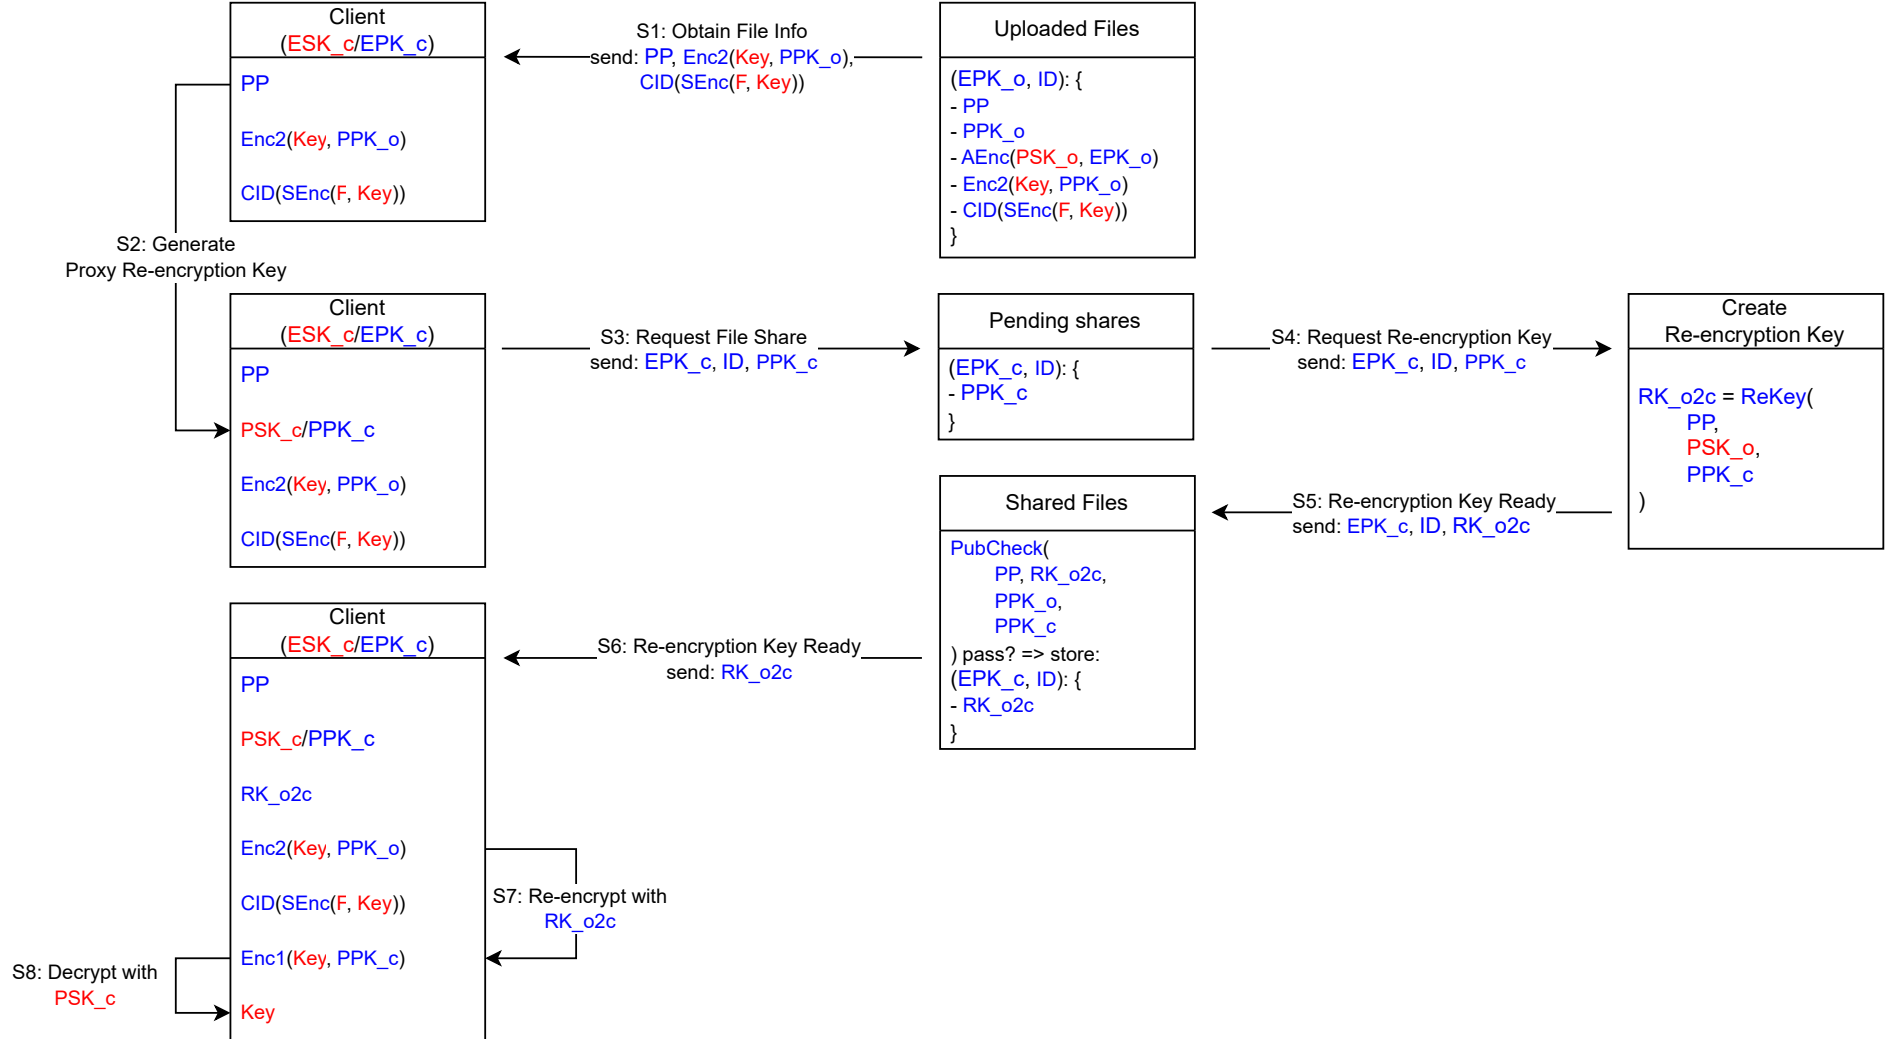 Client
(ESK_c/EPK_c)
PP
Enc2(Key, PPK_o)
CID(SEnc(F, Key))
S1: Obtain File Info
send: PP, Enc2(Key, PPK_o),
CID(SEnc(F, Key))
Uploaded Files
(EPK_o, ID): {
- PP
- PPK_o
- AEnc(PSK_o, EPK_o)
- Enc2(Key, PPK_o)
- CID(SEnc(F, Key))
}
S2: Generate
Proxy Re-encryption Key
Client
(ESK_c/EPK_c)
PP
PSK_c/PPK_c
Enc2(Key, PPK_o)
CID(SEnc(F, Key))
S3: Request File Share
send: EPK_c, ID, PPK_c
Pending shares
(EPK_c, ID): {
- PPK_c
}
S4: Request Re-encryption Key
send: EPK_c, ID, PPK_c
Create
Re-encryption Key
RK_o2c = ReKey(
PP,
PSK_o,
PPK_c
)
S5: Re-encryption Key Ready
send: EPK_c, ID, RK_o2c
Shared Files
PubCheck(
PP, RK_o2c,
PPK_o,
PPK_c
) pass? => store:
(EPK_c, ID): {
- RK_o2c
}
S6: Re-encryption Key Ready
send: RK_o2c
Client
(ESK_c/EPK_c)
PP
PSK_c/PPK_c
RK_o2c
Enc2(Key, PPK_o)
CID(SEnc(F, Key))
Enc1(Key, PPK_c)
Key
S7: Re-encrypt with
RK_o2c
S8: Decrypt with
PSK_c